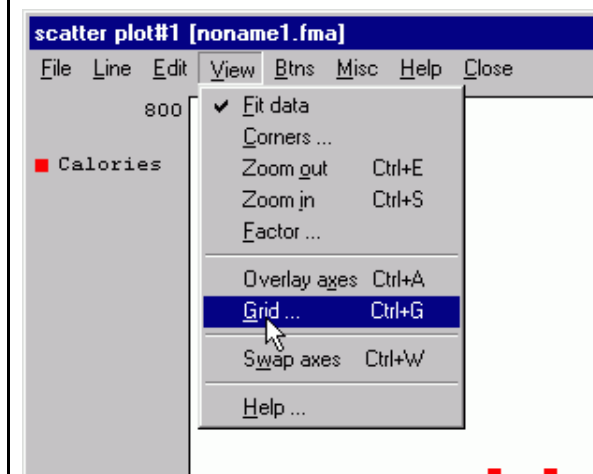 scatter plot#1 [noname1.fma]
File Line Edit View Btns Misc Help Close
800
Calories
✔ Fit data
Corners ...
Zoom out Ctrl+E
Zoom in Ctrl+S
Factor ...
Overlay axes Ctrl+A
Grid ... Ctrl+G
Swap axes Ctrl+W
Help ...